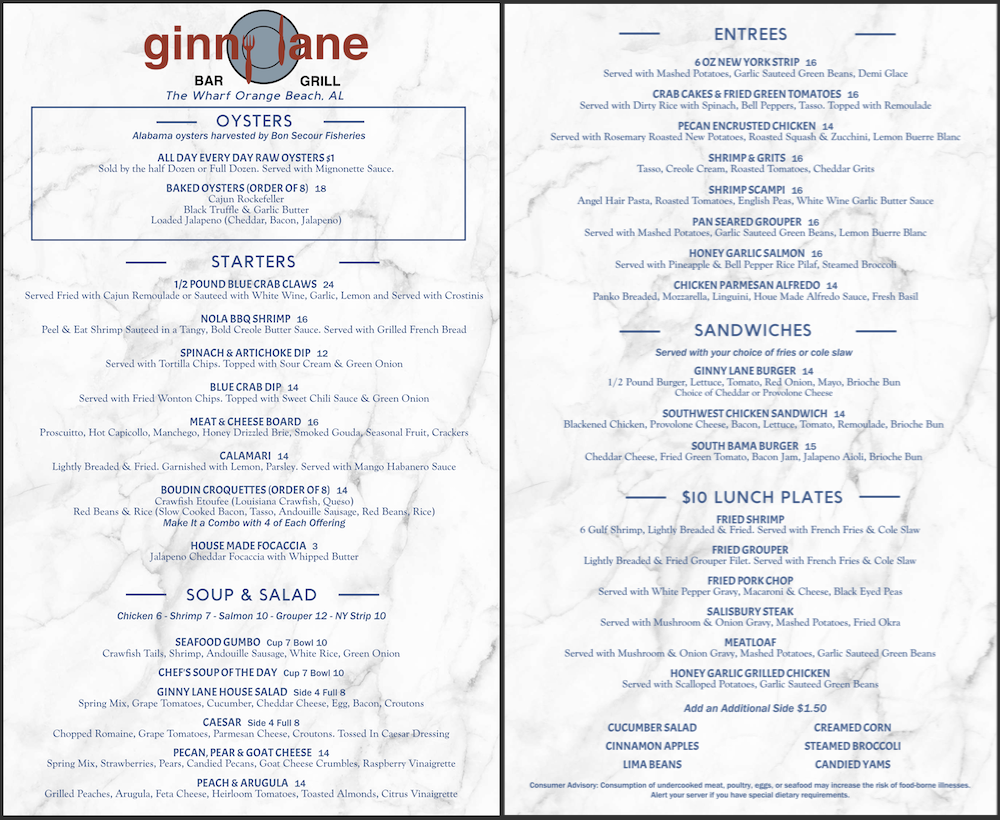 ginny lane
BAR GRILL
The Wharf Orange Beach, AL
OYSTERS
Alabama oysters harvested by Bon Secour Fisheries
ALL DAY EVERY DAY RAW OYSTERS $1
Sold by the half Dozen or Full Dozen. Served with Mignonette Sauce.
BAKED OYSTERS (ORDER OF 8) 18
Cajun Rockefeller
Black Truffle & Garlic Butter
Loaded Jalapeno (Cheddar, Bacon, Jalapeno)
STARTERS
1/2 POUND BLUE CRAB CLAWS 24
Served Fried with Cajun Remoulade or Sauteed with White Wine, Garlic, Lemon and Served with Crostinis
NOLA BBQ SHRIMP 16
Peel & Eat Shrimp Sauteed in a Tangy, Bold Creole Butter Sauce. Served with Grilled French Bread
SPINACH & ARTICHOKE DIP 12
Served with Tortilla Chips. Topped with Sour Cream & Green Onion
BLUE CRAB DIP 14
Served with Fried Wonton Chips. Topped with Sweet Chili Sauce & Green Onion
MEAT & CHEESE BOARD 16
Proscuitto, Hot Capicollo, Manchego, Honey Drizzled Brie, Smoked Gouda, Seasonal Fruit, Crackers
CALAMARI 14
Lightly Breaded & Fried. Garnished with Lemon, Parsley. Served with Mango Habanero Sauce
BOUDIN CROQUETTES (ORDER OF 8) 14
Crawfish Etoufee (Louisiana Crawfish, Queso)
Red Beans & Rice (Slow Cooked Bacon, Tasso, Andouille Sausage, Red Beans, Rice)
Make It a Combo with 4 of Each Offering
HOUSE MADE FOCACCIA 3
Jalapeno Cheddar Focaccia with Whipped Butter
SOUP & SALAD
Chicken 6 - Shrimp 7 - Salmon 10 - Grouper 12 - NY Strip 10
SEAFOOD GUMBO Cup 7 Bowl 10
Crawfish Tails, Shrimp, Andouille Sausage, White Rice, Green Onion
CHEF'S SOUP OF THE DAY Cup 7 Bowl 10
GINNY LANE HOUSE SALAD Side 4 Full 8
Spring Mix, Grape Tomatoes, Cucumber, Cheddar Cheese, Egg, Bacon, Croutons
CAESAR Side 4 Full 8
Chopped Romaine, Grape Tomatoes, Parmesan Cheese, Croutons. Tossed In Caesar Dressing
PECAN, PEAR & GOAT CHEESE 14
Spring Mix, Strawberries, Pears, Candied Pecans, Goat Cheese Crumbles, Raspberry Vinaigrette
PEACH & ARUGULA 14
Grilled Peaches, Arugula, Feta Cheese, Heirloom Tomatoes, Toasted Almonds, Citrus Vinaigrette
ENTREES
6 OZ NEW YORK STRIP 16
Served with Mashed Potatoes, Garlic Sauteed Green Beans, Demi Glace
CRAB CAKES & FRIED GREEN TOMATOES 16
Served with Dirty Rice with Spinach, Bell Peppers, Tasso. Topped with Remoulade
PECAN ENCRUSTED CHICKEN 14
Served with Rosemary Roasted New Potatoes, Roasted Squash & Zucchini, Lemon Buerre Blanc
SHRIMP & GRITS 16
Tasso, Creole Cream, Roasted Tomatoes, Cheddar Grits
SHRIMP SCAMPI 16
Angel Hair Pasta, Roasted Tomatoes, English Peas, White Wine Garlic Butter Sauce
PAN SEARED GROUPER 16
Served with Mashed Potatoes, Garlic Sauteed Green Beans, Lemon Buerre Blanc
HONEY GARLIC SALMON 16
Served with Pineapple & Bell Pepper Rice Pilaf, Steamed Broccoli
CHICKEN PARMESAN ALFREDO 14
Panko Breaded, Mozzarella, Linguini, Houe Made Alfredo Sauce, Fresh Basil
SANDWICHES
Served with your choice of fries or cole slaw
GINNY LANE BURGER 14
1/2 Pound Burger, Lettuce, Tomato, Red Onion, Mayo, Brioche Bun
Choice of Cheddar or Provolone Cheese
SOUTHWEST CHICKEN SANDWICH 14
Blackened Chicken, Provolone Cheese, Bacon, Lettuce, Tomato, Remoulade, Brioche Bun
SOUTH BAMA BURGER 15
Cheddar Cheese, Fried Green Tomato, Bacon Jam, Jalapeno Aioli, Brioche Bun
$10 LUNCH PLATES
FRIED SHRIMP
6 Gulf Shrimp, Lightly Breaded & Fried. Served with French Fries & Cole Slaw
FRIED GROUPER
Lightly Breaded & Fried Grouper Filet. Served with French Fries & Cole Slaw
FRIED PORK CHOP
Served with White Pepper Gravy, Macaroni & Cheese, Black Eyed Peas
SALISBURY STEAK
Served with Mushroom & Onion Gravy, Mashed Potatoes, Fried Okra
MEATLOAF
Served with Mushroom & Onion Gravy, Mashed Potatoes, Garlic Sauteed Green Beans
HONEY GARLIC GRILLED CHICKEN
Served with Scalloped Potatoes, Garlic Sauteed Green Beans
Add an Additional Side $1.50
CUCUMBER SALAD CREAMED CORN
CINNAMON APPLES STEAMED BROCCOLI
LIMA BEANS CANDIED YAMS
Consumer Advisory: Consumption of undercooked meat, poultry, eggs, or seafood may increase the risk of food-borne illnesses.
Alert your server if you have special dietary requirements.